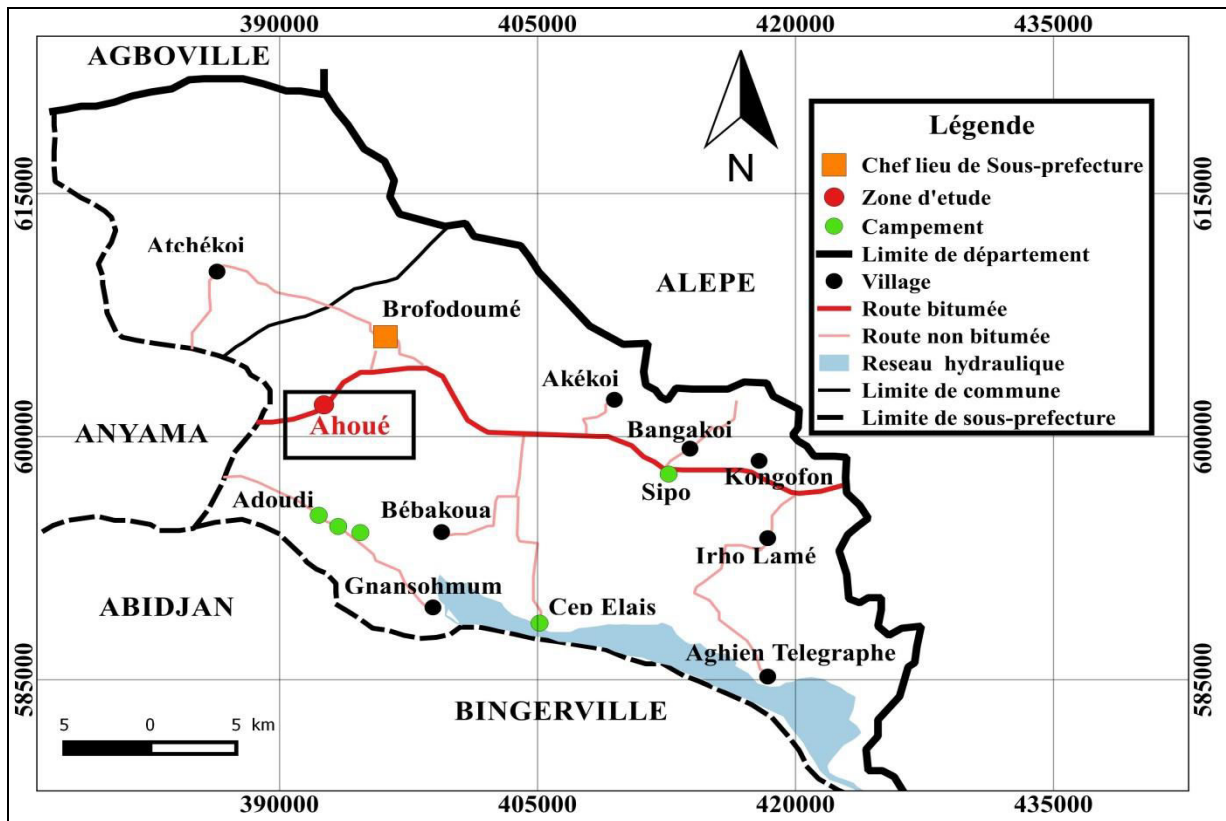 390000 405000 420000 435000
AGBOVILLE
N
Légende
Chef lieu de Sous-prefecture
Zone d'etude
Campement
Limite de département
Village
Route bitumée
Route non bitumée
Reseau hydraulique
Limite de commune
Limite de sous-prefecture
615000 615000
Atchékoi
ALEPE
Brofodoumé
Akékoi
Ahoué
ANYAMA
Bangakoi
600000 600000
Kongofon
Sipo
Adoudi
Bébakoua
Irho Lamé
Gnansohmum
ABIDJAN
Cep Elais
Aghien Telegraphe
585000 585000
BINGERVILLE
5 0 5 km
390000 405000 420000 435000